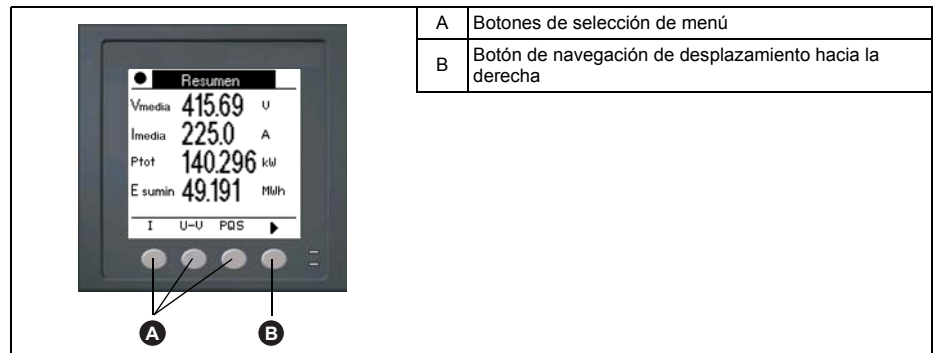 Resumen
Vmedia 415.69 V
Imedia 225.0 A
Ptot 140.296 kW
E sumin 49.191 MWh
I U-V PQS
A B
A Botones de selección de menú
B Botón de navegación de desplazamiento hacia la
derecha